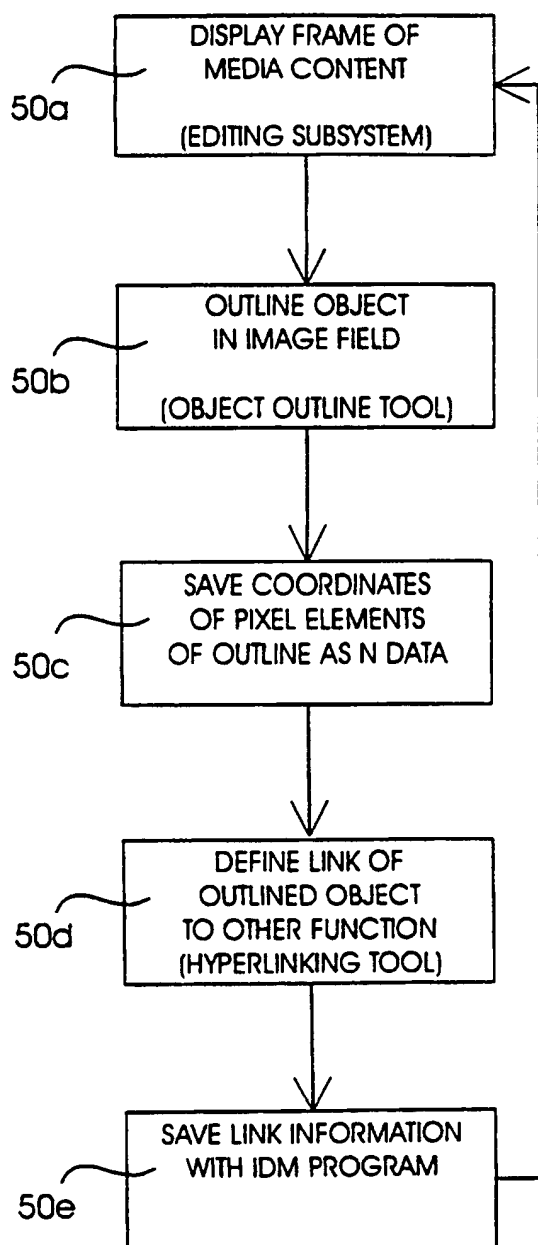 DISPLAY FRAME OF
MEDIA CONTENT
(EDITING SUBSYSTEM)
50a
OUTLINE OBJECT
IN IMAGE FIELD
(OBJECT OUTLINE TOOL)
50b
SAVE COORDINATES
OF PIXEL ELEMENTS
OF OUTLINE AS N DATA
50c
DEFINE LINK OF
OUTLINED OBJECT
TO OTHER FUNCTION
(HYPERLINKING TOOL)
50d
SAVE LINK INFORMATION
WITH IDM PROGRAM
50e